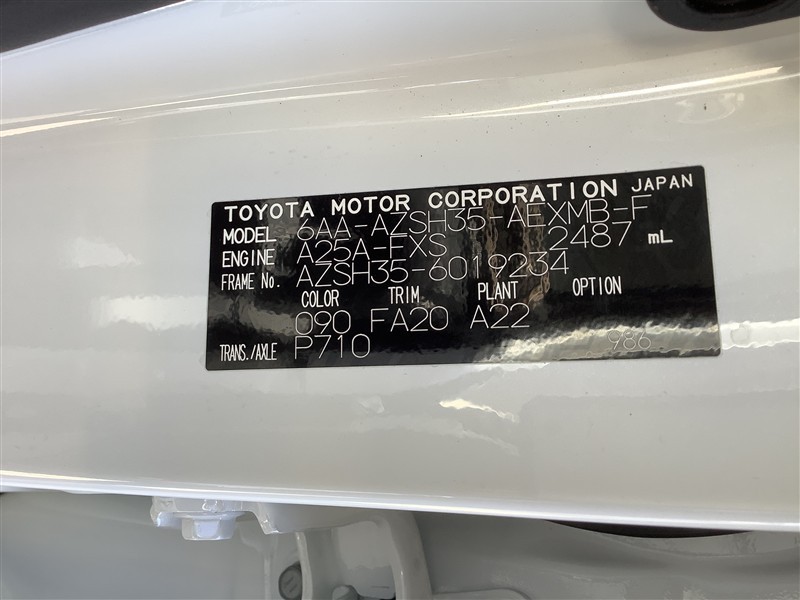 TOYOTA MOTOR CORPORATION JAPAN
MODEL 6AA-AZSH35-AEXMB-F
ENGINE A25A-FXS 2487 mL
FRAME No. AZSH35-6019234
COLOR TRIM PLANT OPTION
090 FA20 A22
TRANS./AXLE P710 986